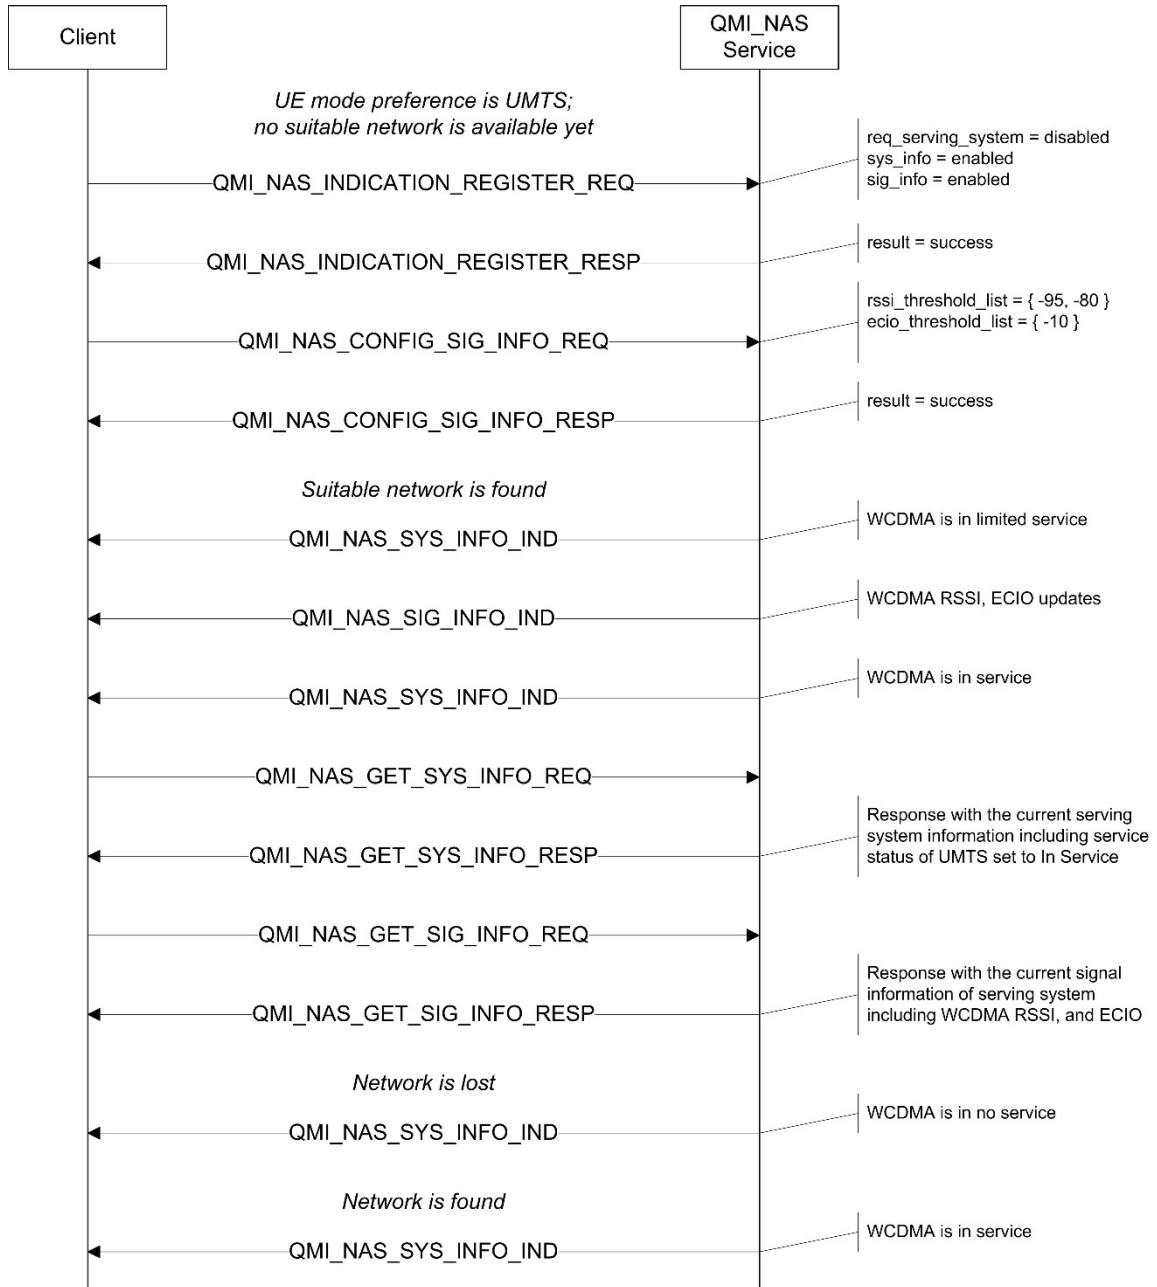 Client
QMI_NAS
Service
UE mode preference is UMTS;
no suitable network is available yet
req_serving_system = disabled
sys_info = enabled
sig_info = enabled
QMI_NAS_INDICATION_REGISTER_REQ
result = success
QMI_NAS_INDICATION_REGISTER_RESP
rssi_threshold_list = { -95, -80 }
ecio_threshold_list = { -10 }
QMI_NAS_CONFIG_SIG_INFO_REQ
result = success
QMI_NAS_CONFIG_SIG_INFO_RESP
Suitable network is found
WCDMA is in limited service
QMI_NAS_SYS_INFO_IND
WCDMA RSSI, ECIO updates
QMI_NAS_SIG_INFO_IND
WCDMA is in service
QMI_NAS_SYS_INFO_IND
QMI_NAS_GET_SYS_INFO_REQ
Response with the current serving
system information including service
status of UMTS set to In Service
QMI_NAS_GET_SYS_INFO_RESP
QMI_NAS_GET_SIG_INFO_REQ
Response with the current signal
information of serving system
including WCDMA RSSI, and ECIO
QMI_NAS_GET_SIG_INFO_RESP
Network is lost
WCDMA is in no service
QMI_NAS_SYS_INFO_IND
Network is found
WCDMA is in service
QMI_NAS_SYS_INFO_IND